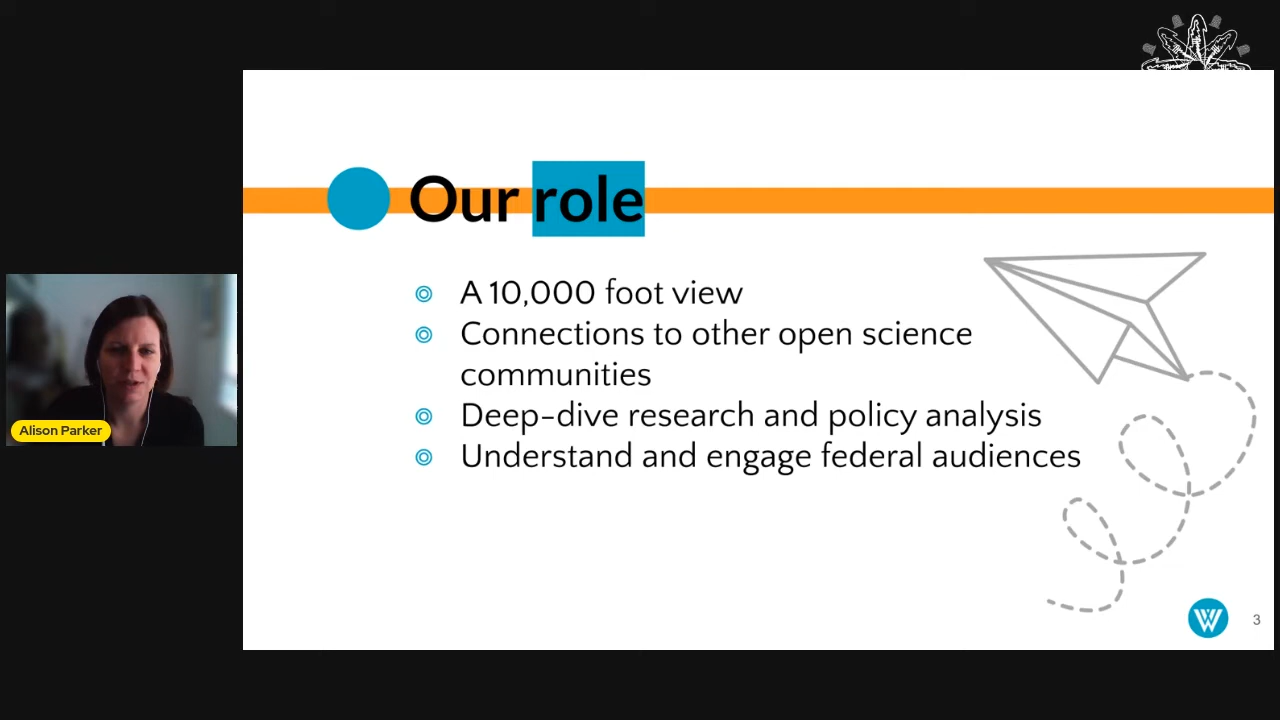 Our role
A 10,000 foot view
Connections to other open science
communities
Deep-dive research and policy analysis
Understand and engage federal audiences
Alison Parker
W
3